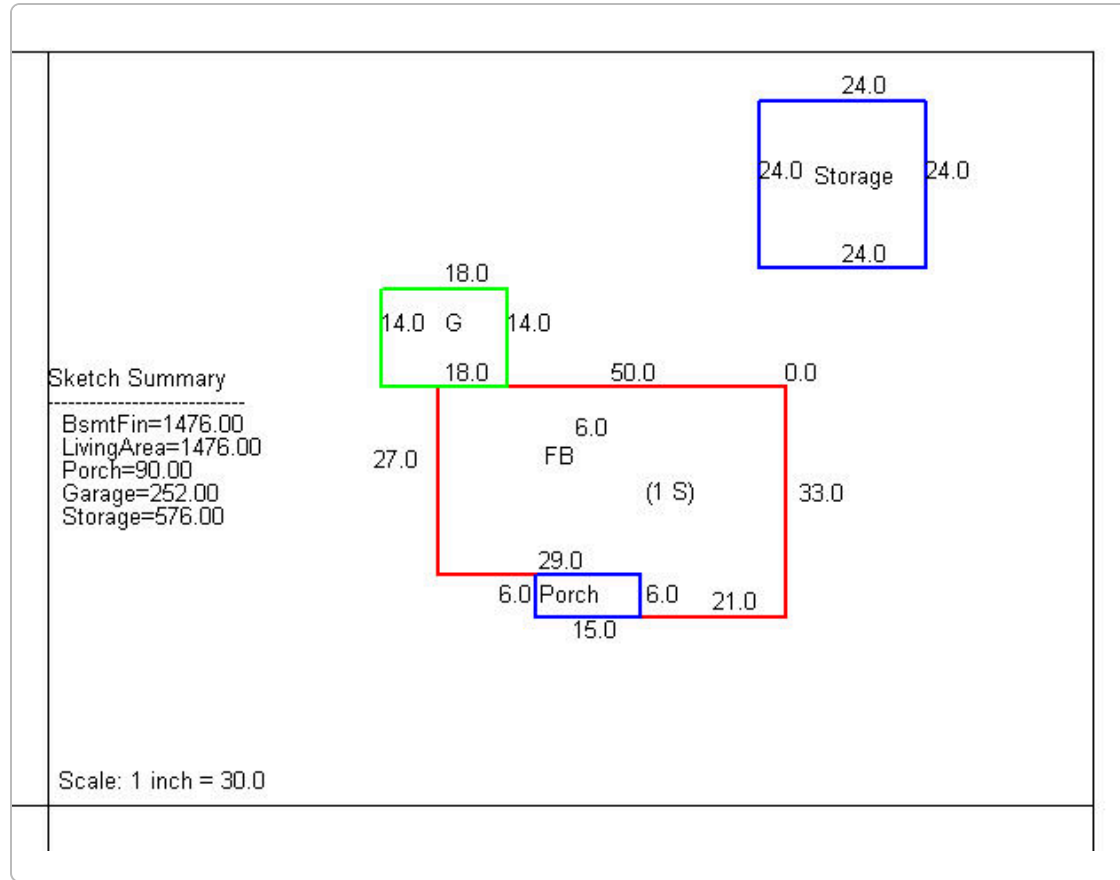 24.0
24.0 Storage 24.0
24.0
18.0
14.0 G 14.0
18.0 50.0 0.0
Sketch Summary
----------------------------
BsmtFin=1476.00
LivingArea=1476.00
Porch=90.00
Garage=252.00
Storage=576.00
6.0
27.0 FB
(1 S) 33.0
29.0
6.0 Porch 6.0 21.0
15.0
Scale: 1 inch = 30.0